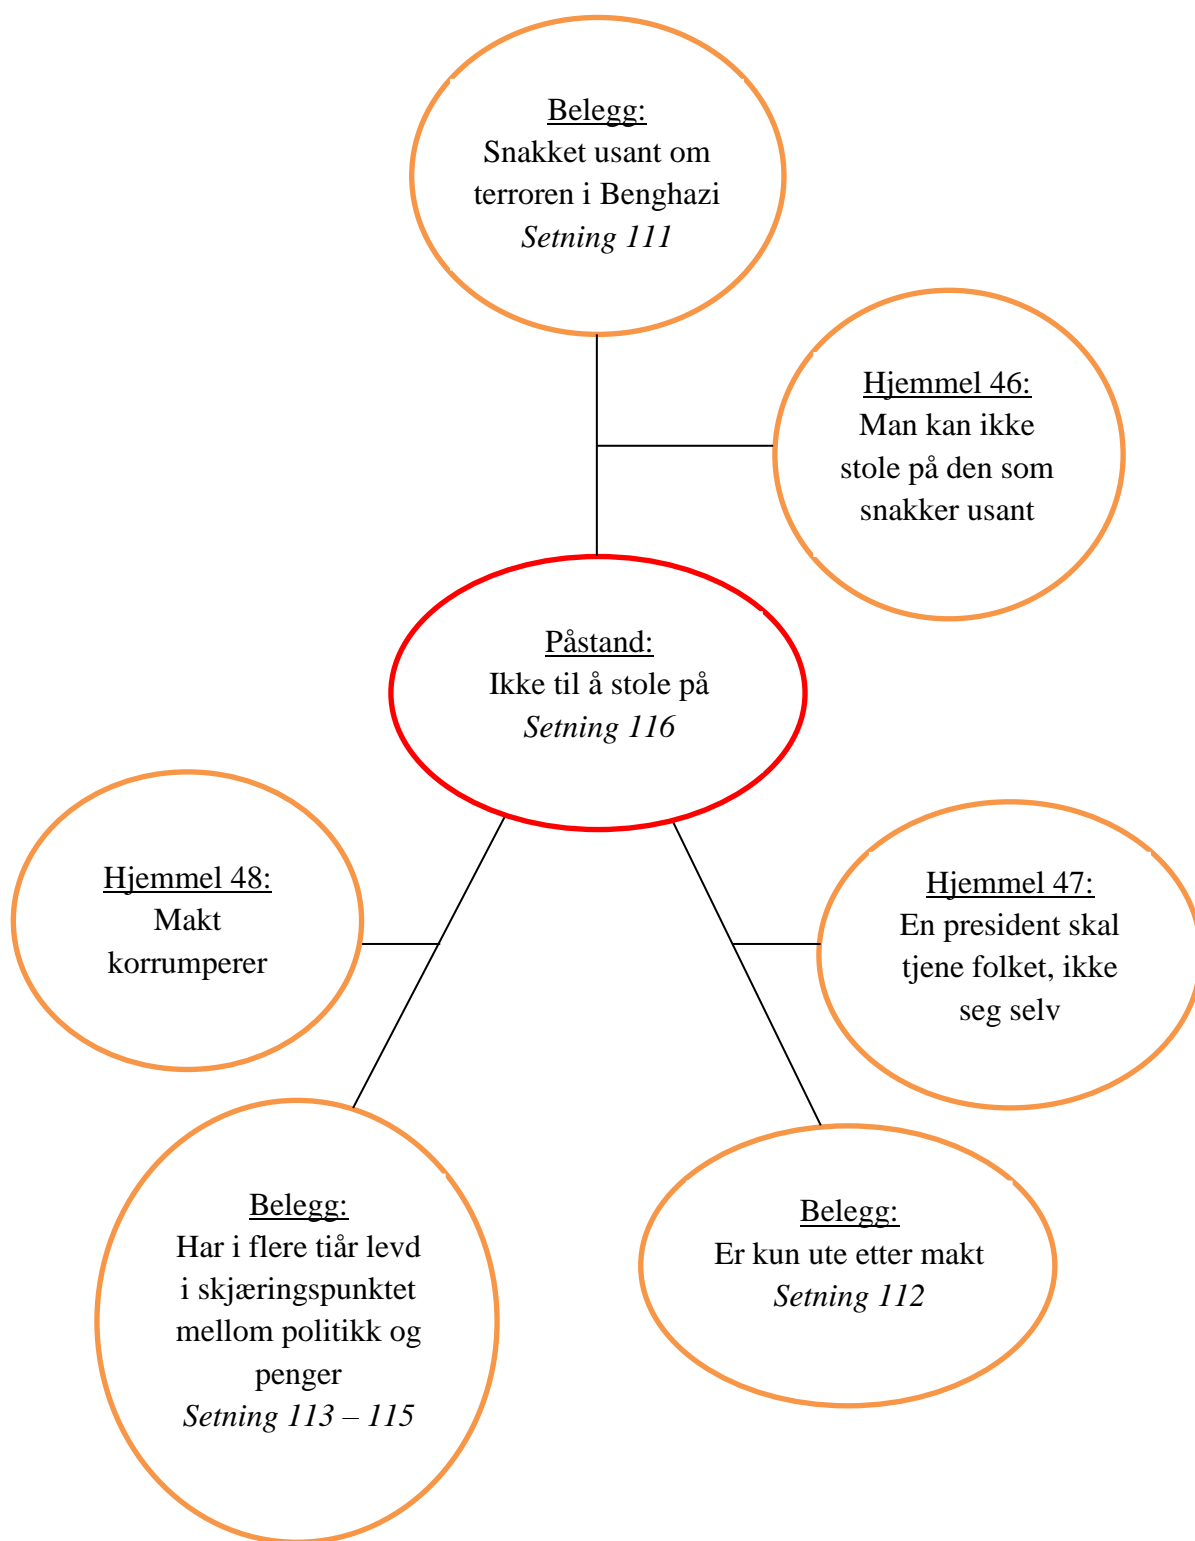 Belegg:
Snakket usant om
terroren i Benghazi
Setning 111
Hjemmel 46:
Man kan ikke
stole på den som
snakker usant
Påstand:
Ikke til å stole på
Setning 116
Hjemmel 48:
Makt
korrumperer
Hjemmel 47:
En president skal
tjene folket, ikke
seg selv
Belegg:
Har i flere tiår levd
i skjæringspunktet
mellom politikk og
penger
Setning 113 – 115
Belegg:
Er kun ute etter makt
Setning 112